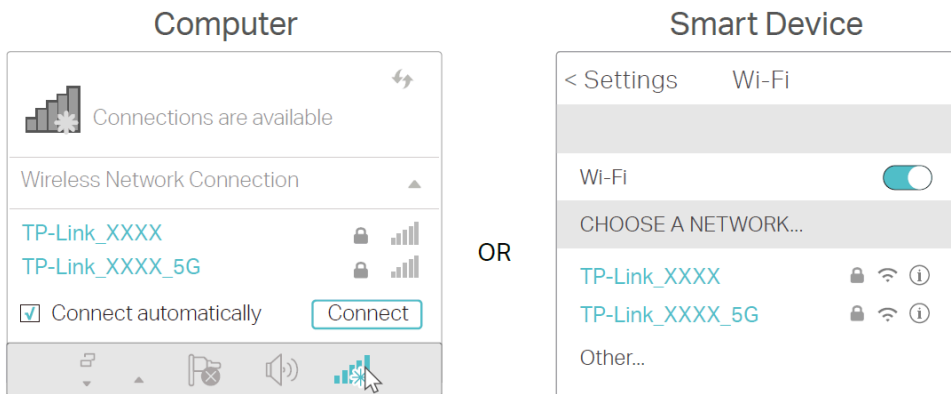 Computer
Connections are available
Wireless Network Connection
TP-Link_XXXX
TP-Link_XXXX_5G
Connect automatically
Connect
OR
Smart Device
< Settings Wi-Fi
Wi-Fi
CHOOSE A NETWORK...
TP-Link_XXXX
TP-Link_XXXX_5G
Other...